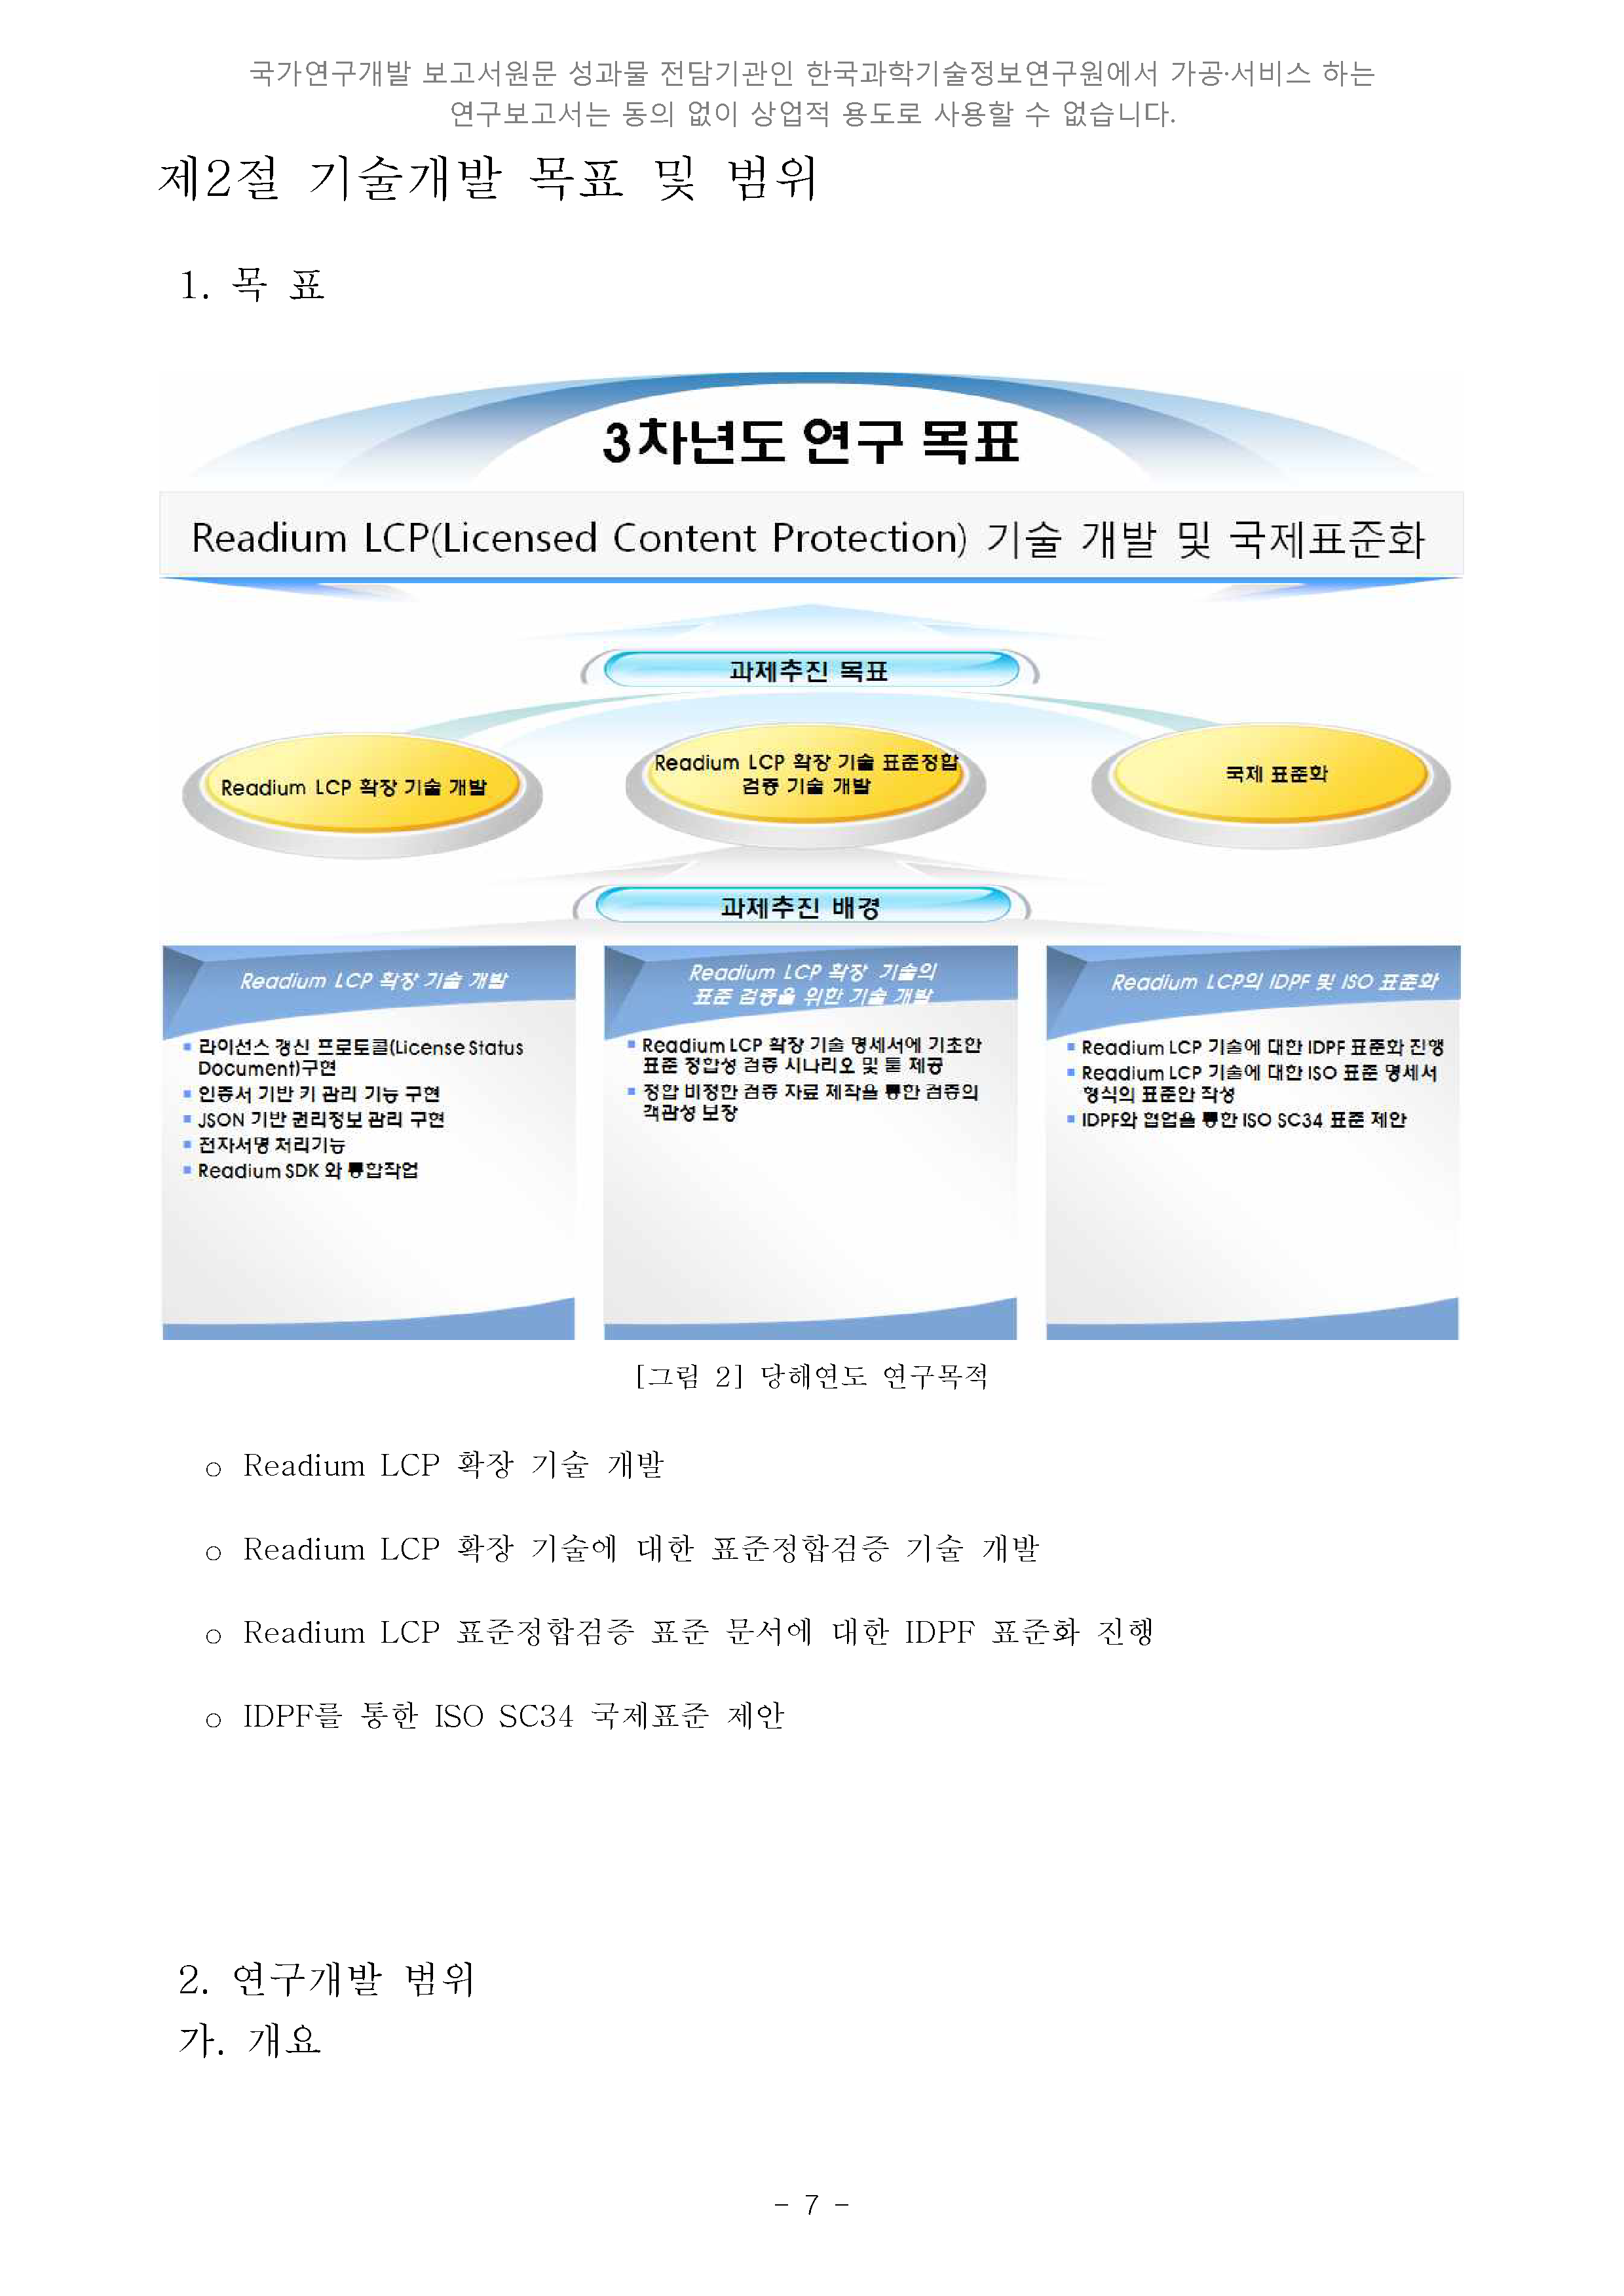 국가연구개발 보고서원문 성과물 전담기관인 한국과학기술정보연구원에서 가공·서비스 하는
연구보고서는 동의 없이 상업적 용도로 사용할 수 없습니다.
제2절 기술개발 목표 및 범위
1. 목 표
3차년도 연구 목표
Readium LCP(Licensed Content Protection) 기술 개발 및 국제표준화
과제추진 목표
Readium LCP 확장 기술 개발
Readium LCP 확장 기술 표준정합
검증 기술 개발
국제 표준화
과제추진 배경
Readium LCP 확장 기술 개발
▪ 라이선스 갱신 프로토콜(License Status
Document)구현
▪ 인증서 기반 키 관리 기능 구현
▪ JSON 기반 권리정보 관리 구현
▪ 전자서명 처리기능
▪ Readium SDK 와 통합작업
Readium LCP 확장 기술의
표준 검증을 위한 기술 개발
▪ Readium LCP 확장 기술 명세서에 기초한
표준 정합성 검증 시나리오 및 툴 제공
▪ 정합 비정합 검증 자료 제작을 통한 검증의
객관성 보장
Readium LCP의 IDPF 및 ISO 표준화
▪ Readium LCP 기술에 대한 IDPF 표준화 진행
▪ Readium LCP 기술에 대한 ISO 표준 명세서
형식의 표준안 작성
▪ IDPF와 협업을 통한 ISO SC34 표준 제안
[그림 2] 당해연도 연구목적
○ Readium LCP 확장 기술 개발
○ Readium LCP 확장 기술에 대한 표준정합검증 기술 개발
○ Readium LCP 표준정합검증 표준 문서에 대한 IDPF 표준화 진행
○ IDPF를 통한 ISO SC34 국제표준 제안
2. 연구개발 범위
가. 개요
- 7 -